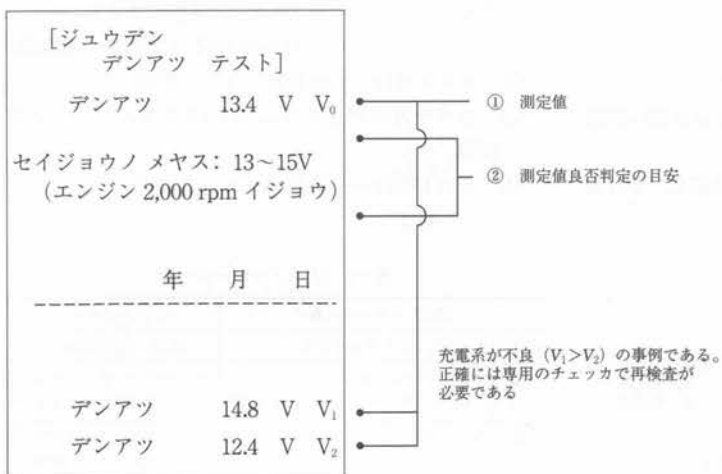 [ジュウデン
デンアツ テスト]
デンアツ 13.4 V V₀
① 測定値
セイジョウノ メヤス: 13~15V
(エンジン 2,000 rpm イジョウ)
② 測定値良否判定の目安
年 月 日
充電系が不良 (V₁>V₂) の事例である。
正確には専用のチェッカで再検査が
必要である
デンアツ 14.8 V V₁
デンアツ 12.4 V V₂